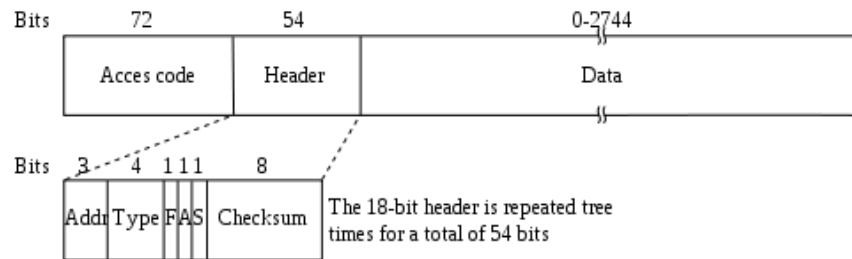 Bits 72 54 0-2744
Acces code Header Data
Bits 3 4 1 1 1 8
Addr Type F A S Checksum
The 18-bit header is repeated tree
times for a total of 54 bits